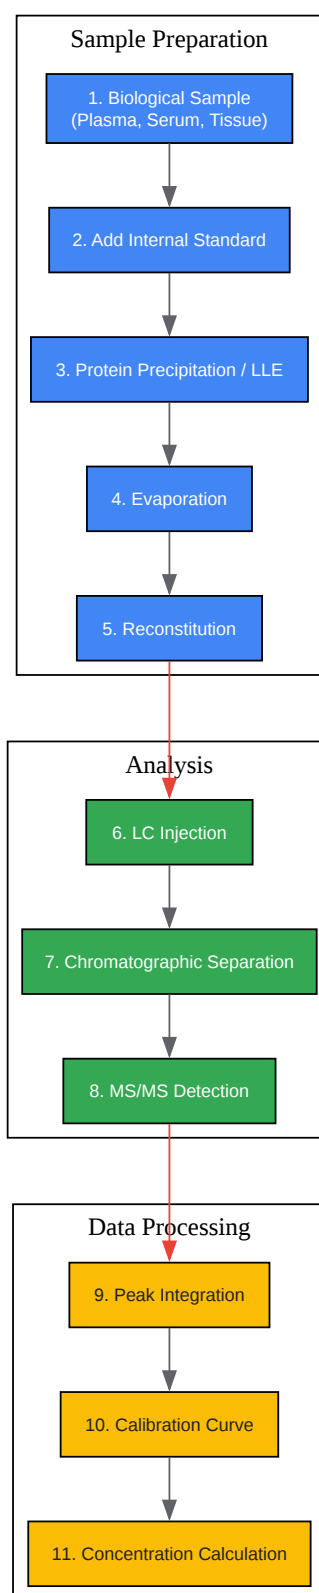 Sample Preparation
1. Biological Sample
(Plasma, Serum, Tissue)
2. Add Internal Standard
3. Protein Precipitation / LLE
4. Evaporation
5. Reconstitution
Analysis
6. LC Injection
7. Chromatographic Separation
8. MS/MS Detection
Data Processing
9. Peak Integration
10. Calibration Curve
11. Concentration Calculation